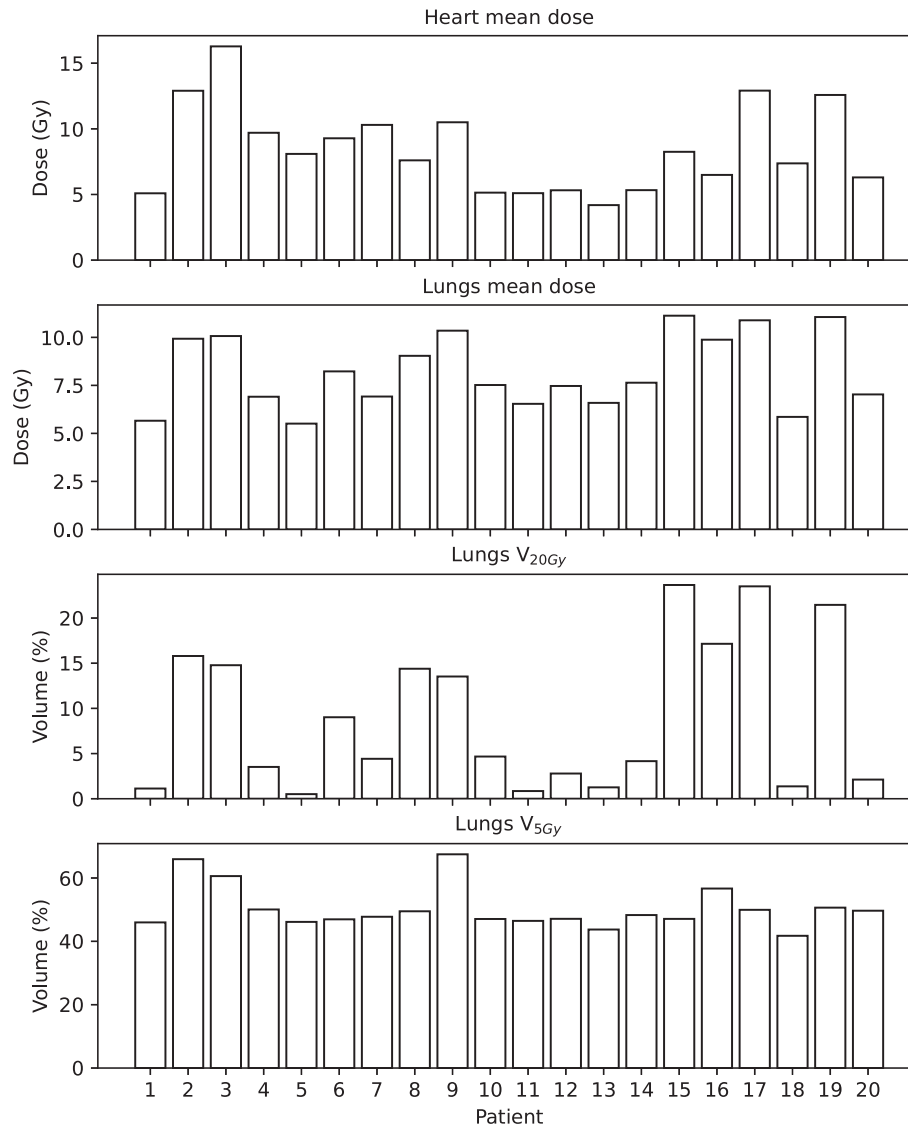 Heart mean dose
Dose (Gy)
15
10
5
0
Lungs mean dose
Dose (Gy)
10.0
7.5
5.0
2.5
0.0
Lungs V20Gy
Volume (%)
20
15
10
5
0
Lungs V5Gy
Volume (%)
60
40
20
0
1 2 3 4 5 6 7 8 9 10 11 12 13 14 15 16 17 18 19 20
Patient